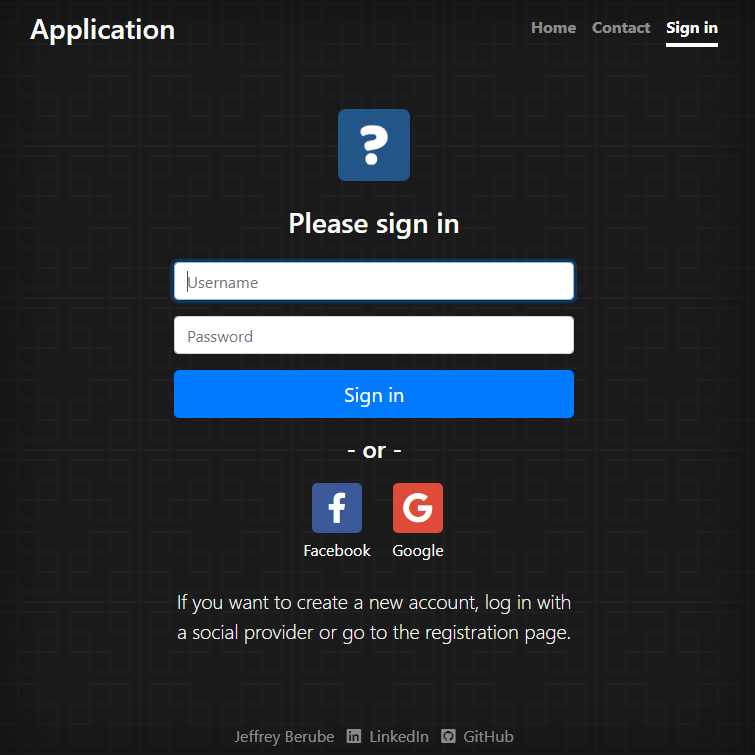 Application
Home Contact Sign in
?
Please sign in
Username
Password
Sign in
- or -
Facebook Google
If you want to create a new account, log in with
a social provider or go to the registration page.
Jeffrey Berube LinkedIn GitHub